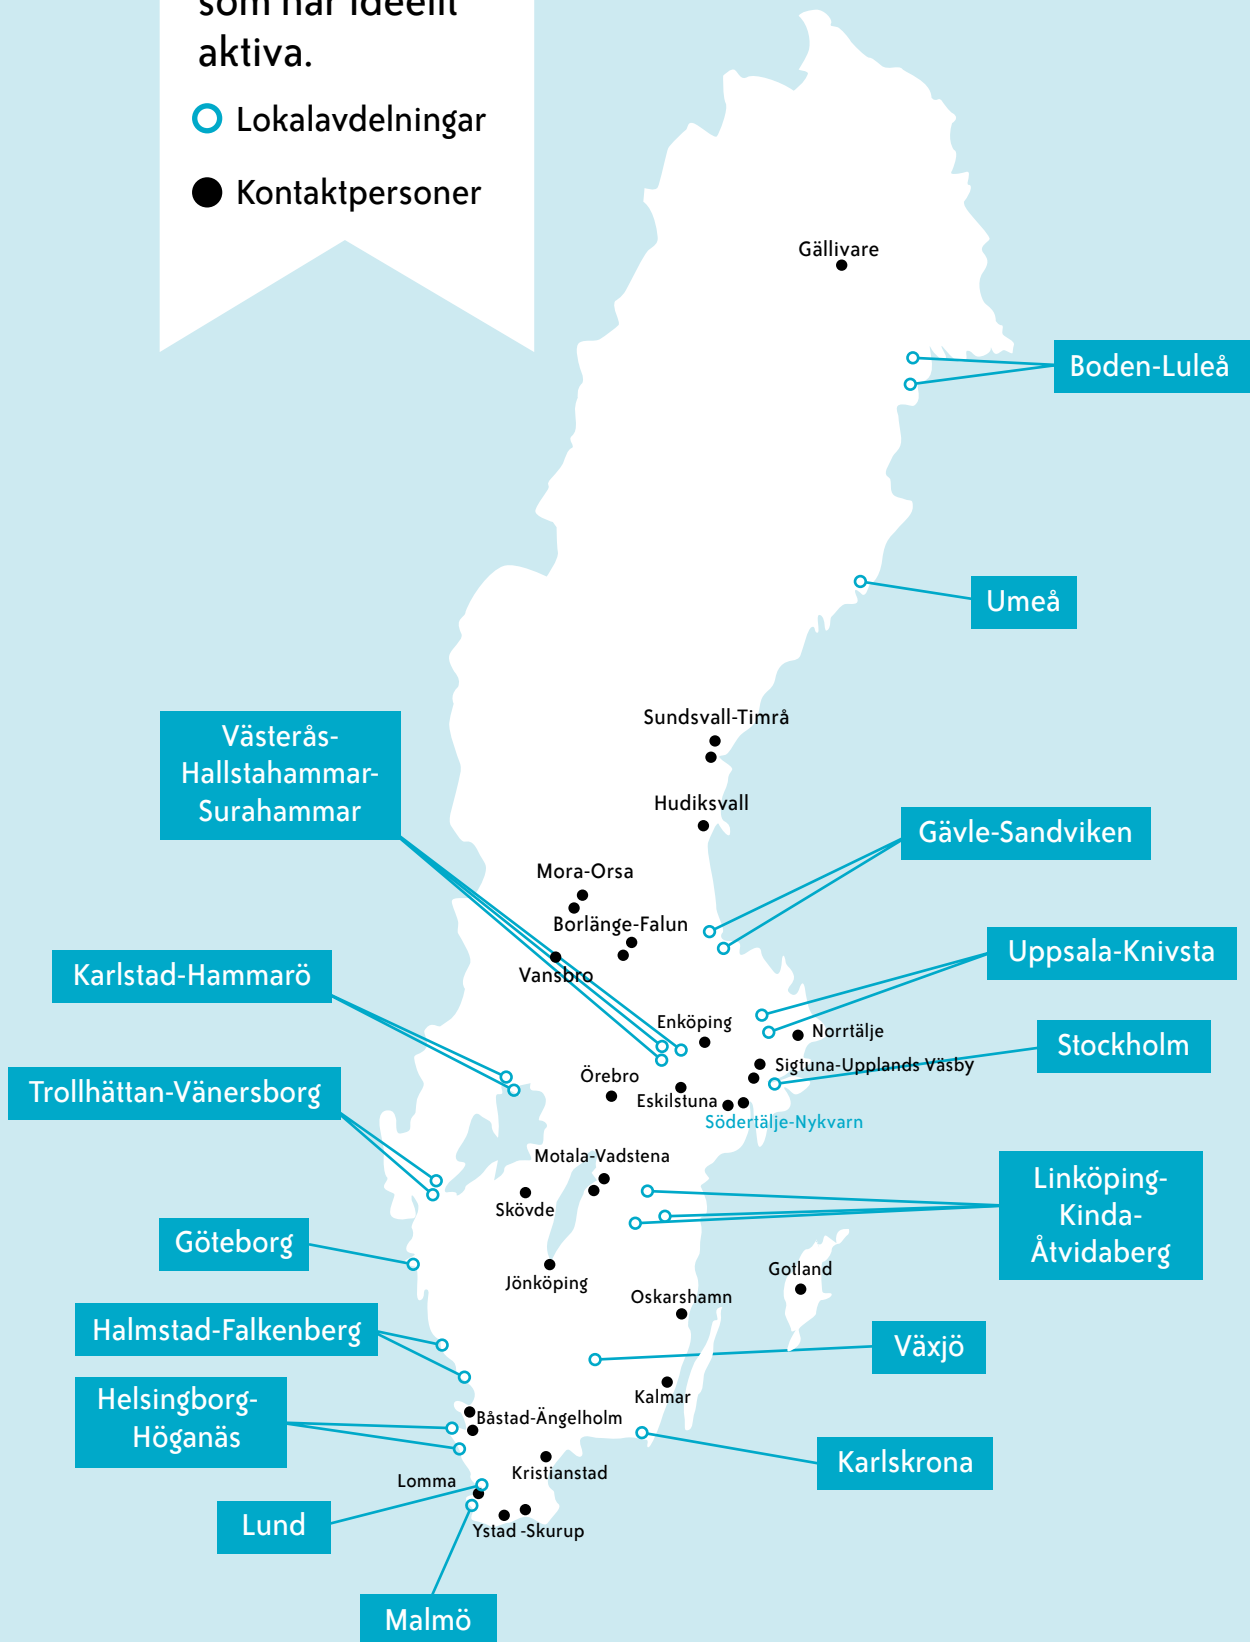 som har ideellt
aktiva.
Lokalavdelningar
Kontaktpersoner
Gällivare
Boden-Luleå
Umeå
Sundsvall-Timrå
Västerås-
Hallstahammar-
Surahammar
Hudiksvall
Gävle-Sandviken
Mora-Orsa
Borlänge-Falun
Uppsala-Knivsta
Karlstad-Hammarö
Vansbro
Enköping
Norrtälje
Stockholm
Sigtuna-Upplands Väsby
Örebro
Trollhättan-Vänersborg
Eskilstuna
Södertälje-Nykvarn
Motala-Vadstena
Linköping-
Kinda-
Åtvidaberg
Skövde
Göteborg
Gotland
Jönköping
Oskarshamn
Halmstad-Falkenberg
Växjö
Kalmar
Helsingborg-
Höganäs
Båstad-Ängelholm
Karlskrona
Kristianstad
Lomma
Lund
Ystad -Skurup
Malmö